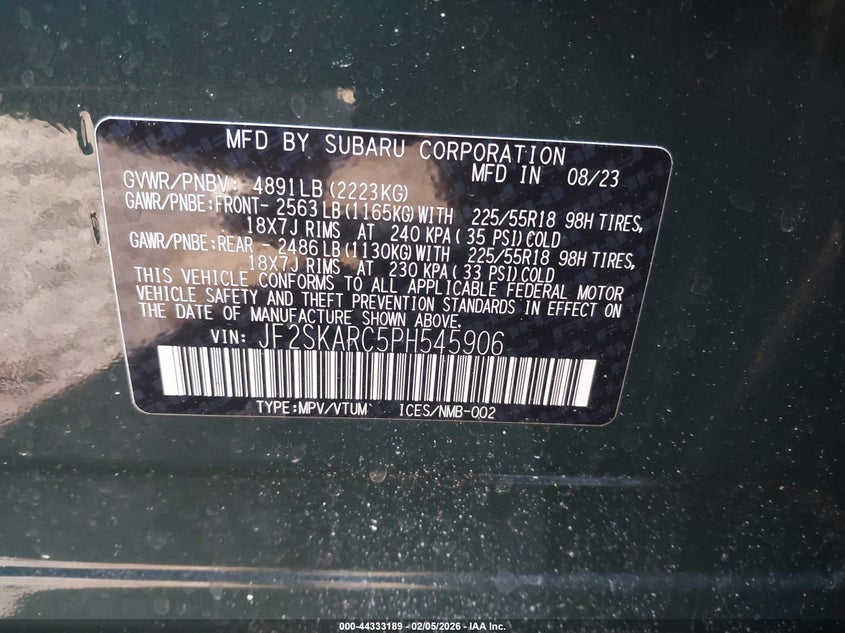 MFD BY SUBARU CORPORATION
MFD IN 08/23
GVWR/PNBV: 4891LB (2223KG)
GAWR/PNBE:FRONT- 2563LB(1165KG)WITH 225/55R18 98H TIRES,
18X7J RIMS AT 240 KPA( 35 PSI)COLD
GAWR/PNBE:REAR - 2486LB(1130KG)WITH 225/55R18 98H TIRES,
18X7J RIMS AT 230 KPA( 33 PSI)COLD
THIS VEHICLE CONFORMS TO ALL APPLICABLE FEDERAL MOTOR
VEHICLE SAFETY AND THEFT PREVENTION STANDARDS IN EFFECT ON
THE DATE OF MANUFACTURE SHOWN ABOVE.
VIN: JF2SKARC5PH545906
TYPE:MPV/VTUM ICES/NMB-002
000-44333189 - 02/05/2026 - IAA Inc.